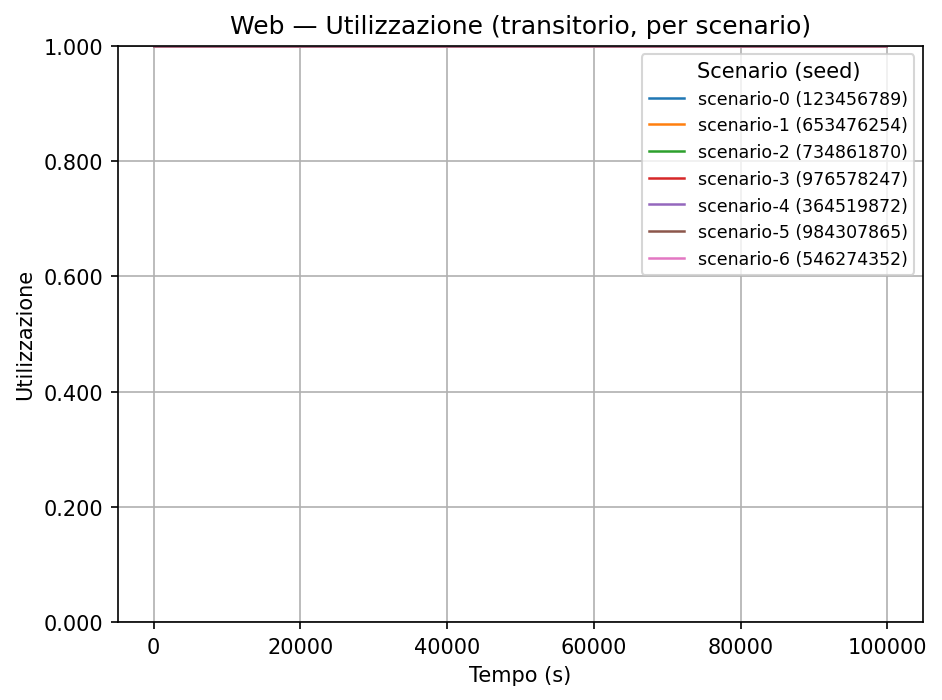 Web — Utilizzazione (transitorio, per scenario)
1.000
0.800
0.600
0.400
0.200
0.000
Utilizzazione
Scenario (seed)
scenario-0 (123456789)
scenario-1 (653476254)
scenario-2 (734861870)
scenario-3 (976578247)
scenario-4 (364519872)
scenario-5 (984307865)
scenario-6 (546274352)
0 20000 40000 60000 80000 100000
Tempo (s)